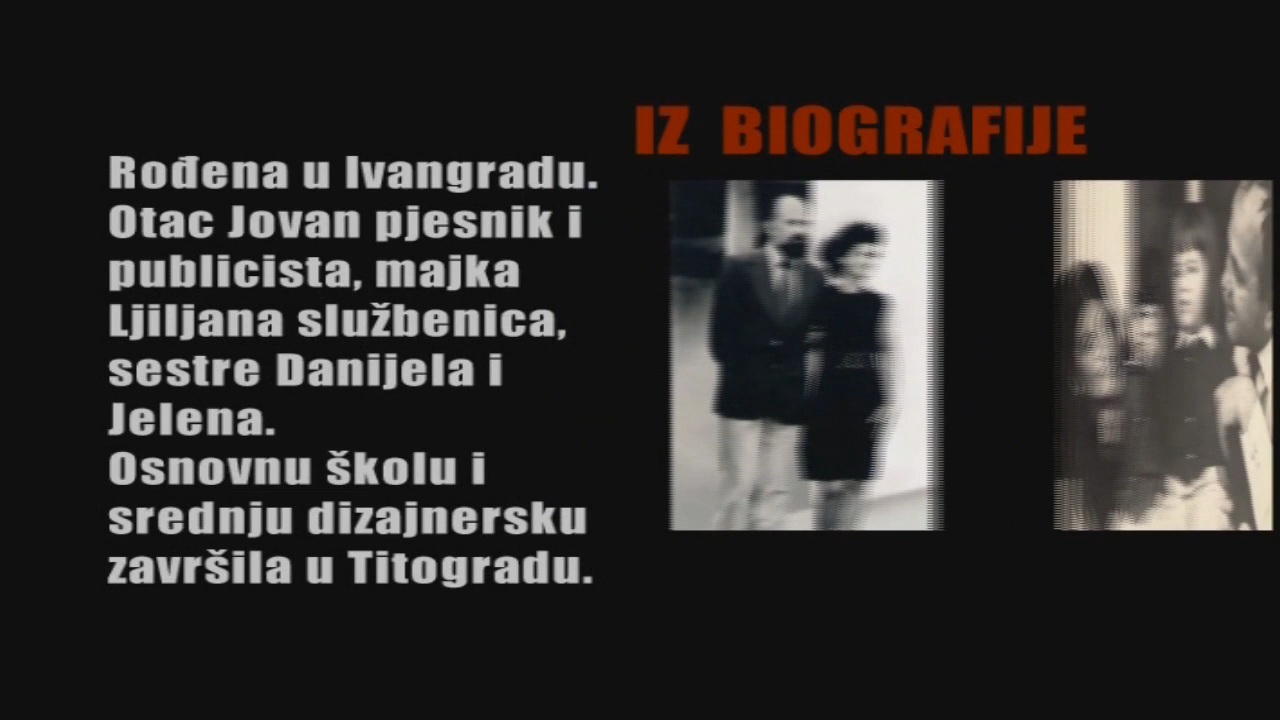 IZ BIOGRAFIJE
Rođena u Ivangradu.
Otac Jovan pjesnik i
publicista, majka
Ljiljana službenica,
sestre Danijela i
Jelena.
Osnovnu školu i
srednju dizajnersku
završila u Titogradu.